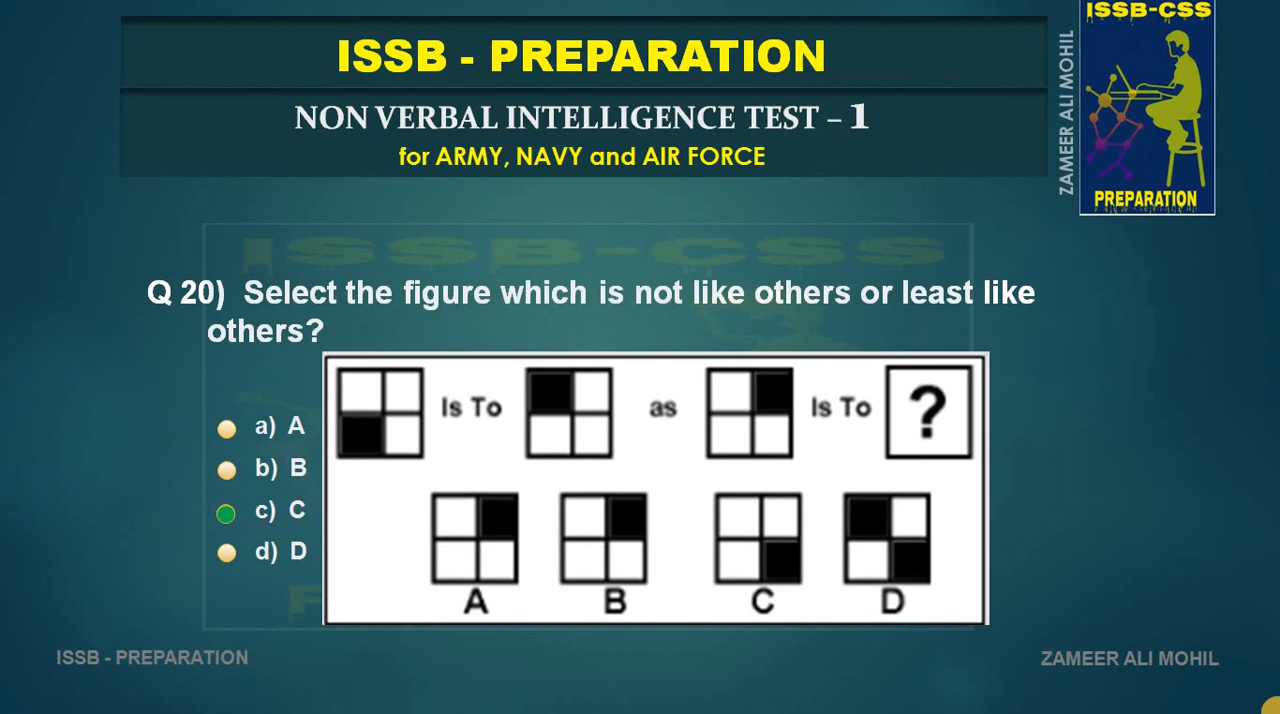 ISSB-CSS
ISSB - PREPARATION
ZAMEER ALI MOHIL
NON VERBAL INTELLIGENCE TEST – 1
for ARMY, NAVY and AIR FORCE
PREPARATION
ISSB-CSS
Q 20) Select the figure which is not like others or least like
others?
Is To as Is To ?
a) A
b) B
c) C
d) D
A B C D
ISSB - PREPARATION
ZAMEER ALI MOHIL